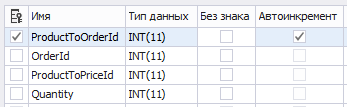 Имя Тип данных Без знака Автоинкремент
ProductToOrderId INT(11)
OrderId INT(11)
ProductToPriceId INT(11)
Quantity INT(11)